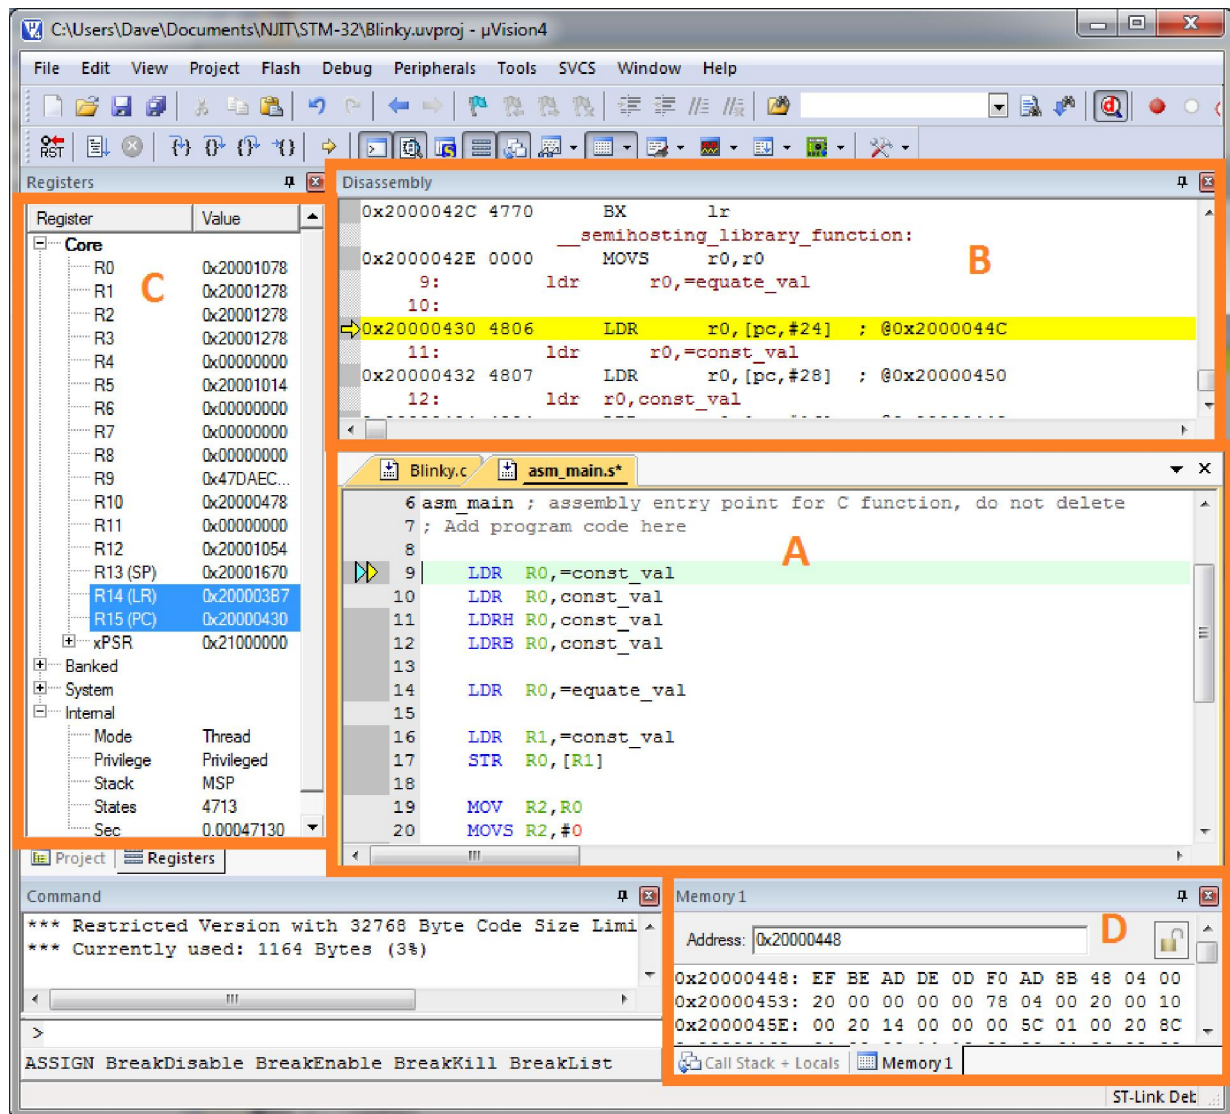 C:\Users\Dave\Documents\NJIT\STM-32\Blinky.uvproj - µVision4
File Edit View Project Flash Debug Peripherals Tools SVCS Window Help
RST
Registers
Register Value
Core
R0 0x20001078
R1 0x20001278
R2 0x20001278
R3 0x20001278
R4 0x00000000
R5 0x20001014
R6 0x00000000
R7 0x00000000
R8 0x00000000
R9 0x47DAEC...
R10 0x20000478
R11 0x00000000
R12 0x20001054
R13 (SP) 0x20001670
R14 (LR) 0x200003B7
R15 (PC) 0x20000430
xPSR 0x21000000
Banked
System
Internal
Mode Thread
Privilege Privileged
Stack MSP
States 4713
Sec 0.00047130
C
Project Registers
Disassembly
0x2000042C 4770 BX lr
__semihosting_library_function:
0x2000042E 0000 MOVS r0,r0
9: ldr r0,=equate_val
10:
0x20000430 4806 LDR r0,[pc,#24] ; @0x2000044C
11: ldr r0,=const_val
0x20000432 4807 LDR r0,[pc,#28] ; @0x20000450
12: ldr r0,const_val
B
Blinky.c asm_main.s*
6 asm_main ; assembly entry point for C function, do not delete
7 ; Add program code here
8
9 LDR R0,=const_val
10 LDR R0,const_val
11 LDRH R0,const_val
12 LDRB R0,const_val
13
14 LDR R0,=equate_val
15
16 LDR R1,=const_val
17 STR R0,[R1]
18
19 MOV R2,R0
20 MOVS R2,#0
A
Command
*** Restricted Version with 32768 Byte Code Size Limi
*** Currently used: 1164 Bytes (3%)
>
ASSIGN BreakDisable BreakEnable BreakKill BreakList
Memory 1
Address: 0x20000448
D
0x20000448: EF BE AD DE 0D F0 AD 8B 48 04 00
0x20000453: 20 00 00 00 00 78 04 00 20 00 10
0x2000045E: 00 20 14 00 00 00 5C 01 00 20 8C
Call Stack + Locals Memory 1
ST-Link Deb